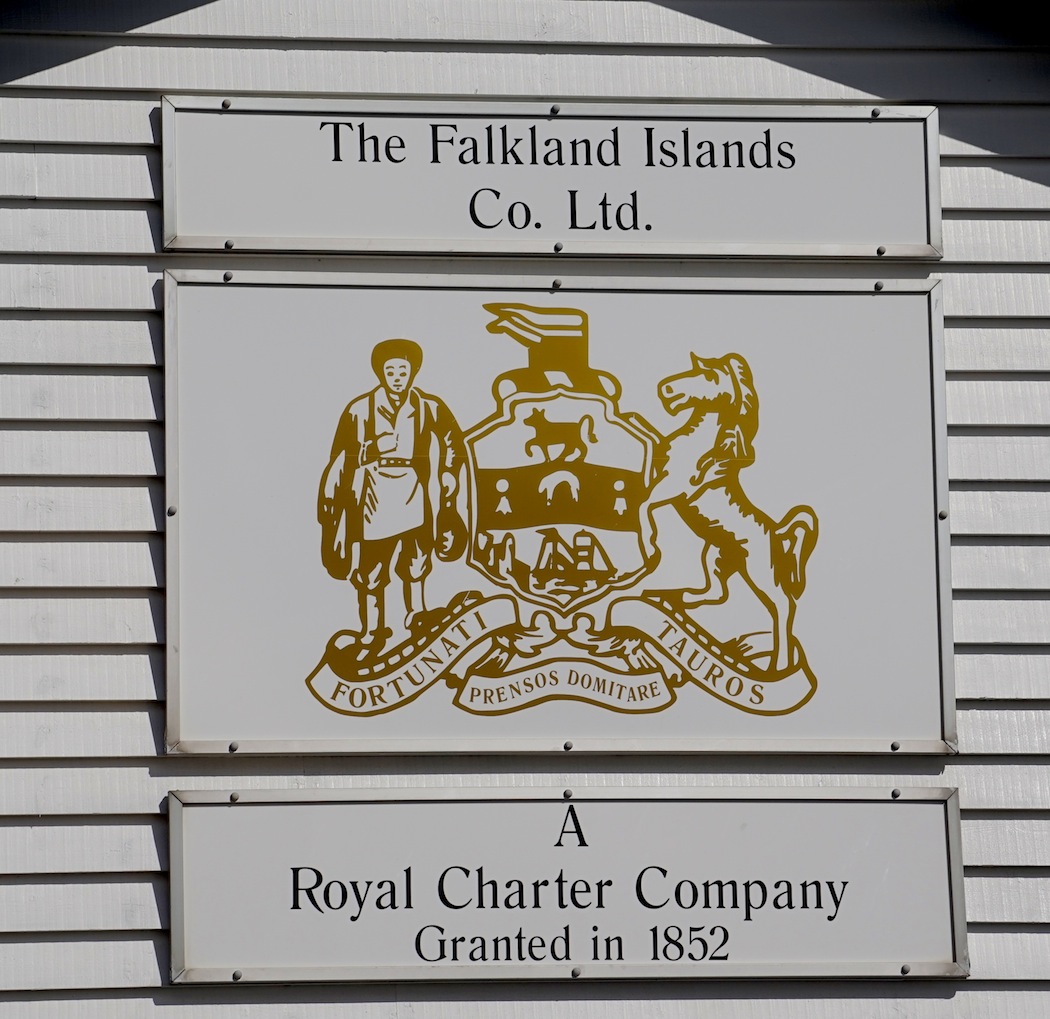 The Falkland Islands
Co. Ltd.
FORTUNATI
PRENSOS DOMITARE
TAUROS
A
Royal Charter Company
Granted in 1852